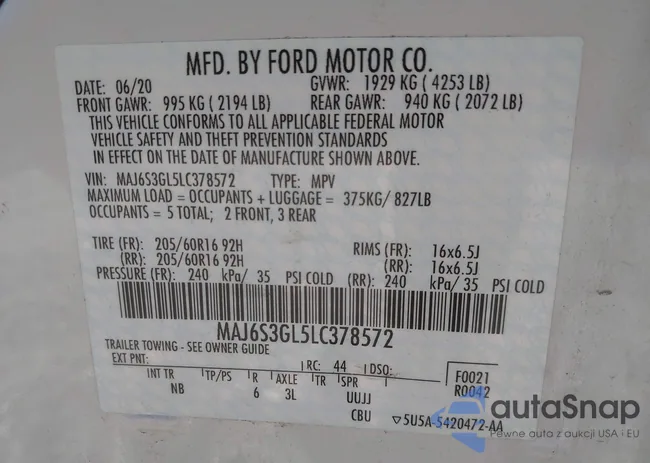 MFD. BY FORD MOTOR CO.
DATE: 06/20 GVWR: 1929 KG ( 4253 LB)
FRONT GAWR: 995 KG ( 2194 LB) REAR GAWR: 940 KG ( 2072 LB)
THIS VEHICLE CONFORMS TO ALL APPLICABLE FEDERAL MOTOR
VEHICLE SAFETY AND THEFT PREVENTION STANDARDS
IN EFFECT ON THE DATE OF MANUFACTURE SHOWN ABOVE.
VIN: MAJ6S3GL5LC378572 TYPE: MPV
MAXIMUM LOAD = OCCUPANTS + LUGGAGE = 375KG/ 827LB
OCCUPANTS = 5 TOTAL; 2 FRONT, 3 REAR
TIRE (FR): 205/60R16 92H RIMS (FR): 16x6.5J
(RR): 205/60R16 92H (RR): 16x6.5J
PRESSURE (FR): 240 kPa/ 35 PSI COLD (RR): 240 kPa/ 35 PSI COLD
MAJ6S3GL5LC378572
TRAILER TOWING - SEE OWNER GUIDE
EXT PNT: RC: 44 DSO:
INT TR TP/PS R AXLE TR SPR F0021
NB 6 3L UUJJ R0042
CBU ▽5U5A-5420472-AA
autaSnap
Pewne auto z aukcji USA i EU